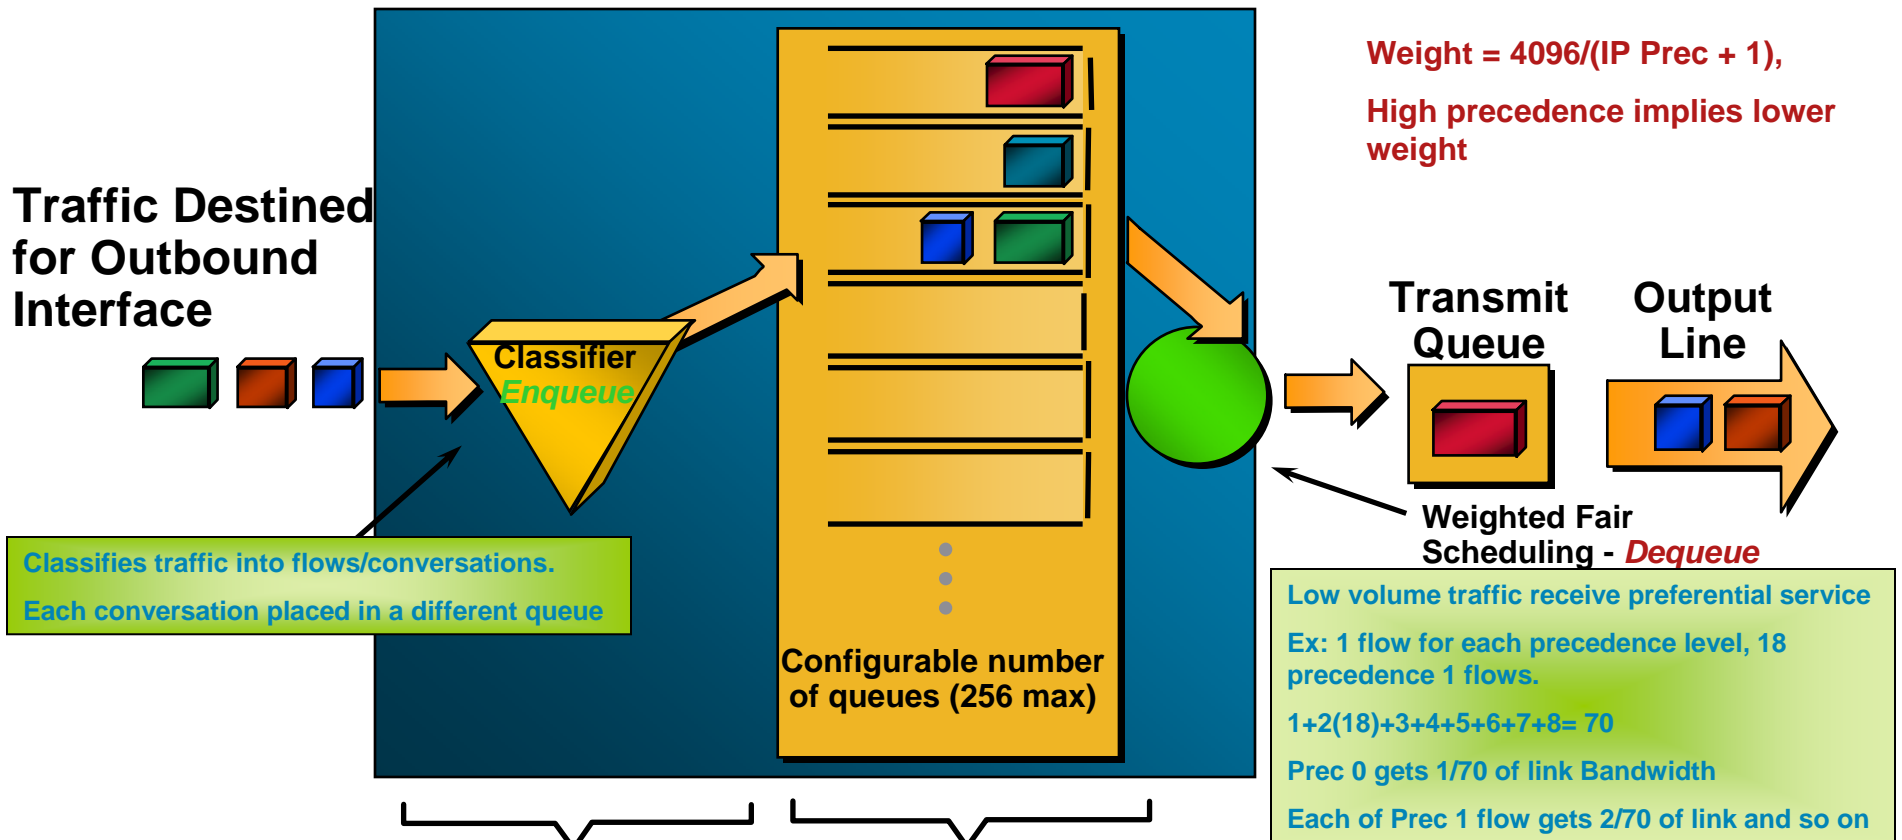 Weight = 4096/(IP Prec + 1),
High precedence implies lower
weight
Traffic Destined
for Outbound
Interface
Classifier
Enqueue
Transmit
Queue
Output
Line
Weighted Fair
Scheduling - Dequeue
Classifies traffic into flows/conversations.
Each conversation placed in a different queue
Configurable number
of queues (256 max)
Low volume traffic receive preferential service
Ex: 1 flow for each precedence level, 18
precedence 1 flows.
1+2(18)+3+4+5+6+7+8= 70
Prec 0 gets 1/70 of link Bandwidth
Each of Prec 1 flow gets 2/70 of link and so on